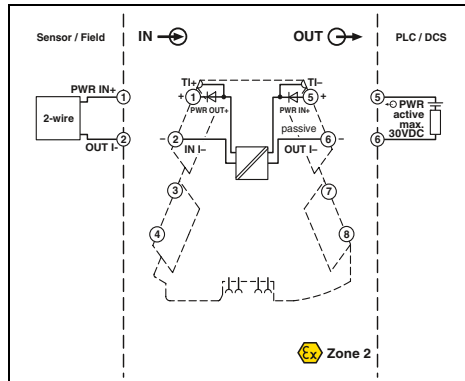 Sensor / Field
IN
OUT
PLC / DCS
PWR IN+
1
2-wire
OUT I-
2
TI+
+
1
PWR OUT+
TI-
PWR IN+
5
+
passive
-
2
IN I-
OUT I-
6
-
3
4
7
8
5
PWR
active
max.
30VDC
6
Ex Zone 2